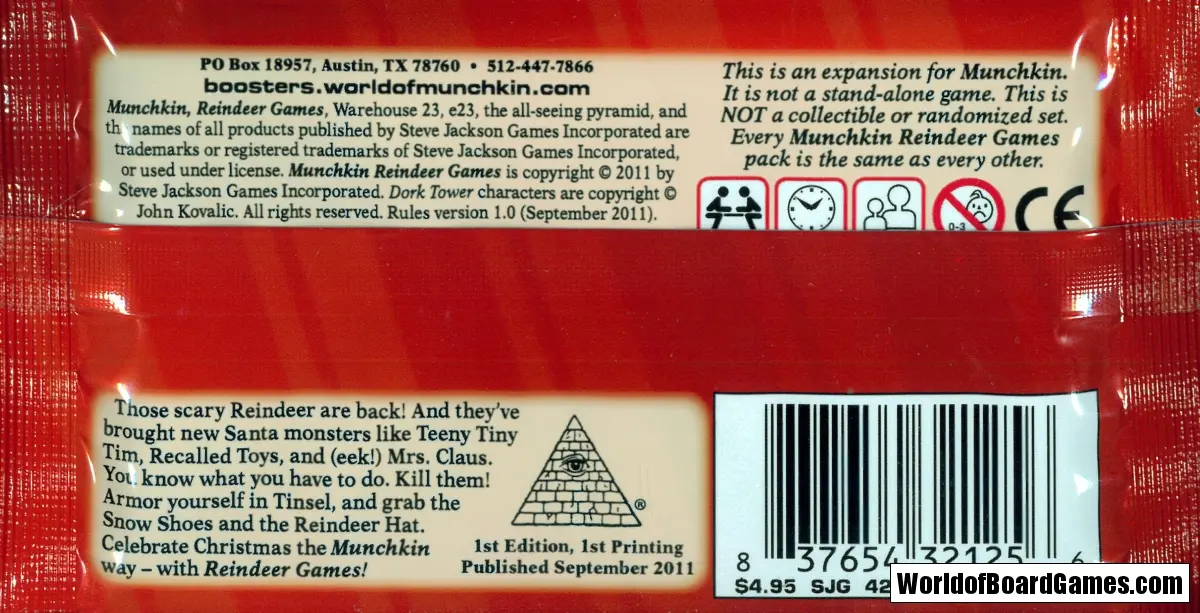 PO Box 18957, Austin, TX 78760 • 512-447-7866
boosters.worldofmunchkin.com
Munchkin, Reindeer Games, Warehouse 23, e23, the all-seeing pyramid, and
the names of all products published by Steve Jackson Games Incorporated are
trademarks or registered trademarks of Steve Jackson Games Incorporated,
or used under license. Munchkin Reindeer Games is copyright © 2011 by
Steve Jackson Games Incorporated. Dork Tower characters are copyright ©
John Kovalic. All rights reserved. Rules version 1.0 (September 2011).
This is an expansion for Munchkin.
It is not a stand-alone game. This is
NOT a collectible or randomized set.
Every Munchkin Reindeer Games
pack is the same as every other.
0-3
CE
Those scary Reindeer are back! And they've
brought new Santa monsters like Teeny Tiny
Tim, Recalled Toys, and (eek!) Mrs. Claus.
You know what you have to do. Kill them!
Armor yourself in Tinsel, and grab the
Snow Shoes and the Reindeer Hat.
Celebrate Christmas the Munchkin
way – with Reindeer Games!
®
1st Edition, 1st Printing
Published September 2011
8 37654 32125 6
$4.95 SJG 42
WorldofBoardGames.com